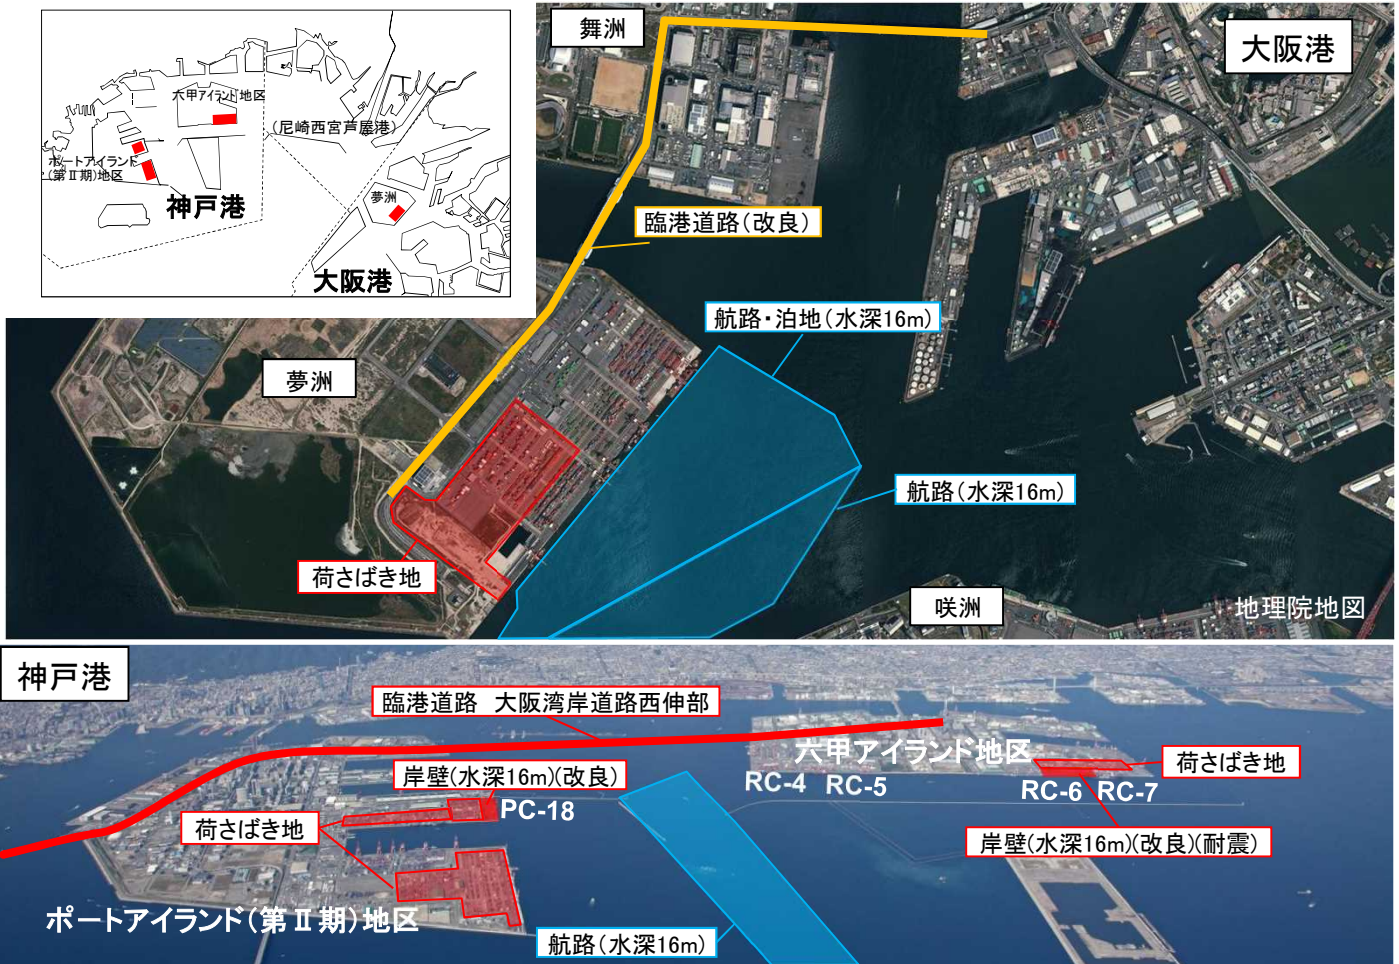 六甲アイランド地区
(尼崎西宮芦屋港)
ポートアイランド
(第Ⅱ期)地区
神戸港
夢洲
大阪港
舞洲
大阪港
臨港道路(改良)
航路・泊地(水深16m)
夢洲
航路(水深16m)
荷さばき地
咲洲
地理院地図
神戸港
臨港道路 大阪湾岸道路西伸部
六甲アイランド地区
岸壁(水深16m)(改良)
荷さばき地
RC-4 RC-5
RC-6 RC-7
PC-18
荷さばき地
岸壁(水深16m)(改良)(耐震)
ポートアイランド(第Ⅱ期)地区
航路(水深16m)